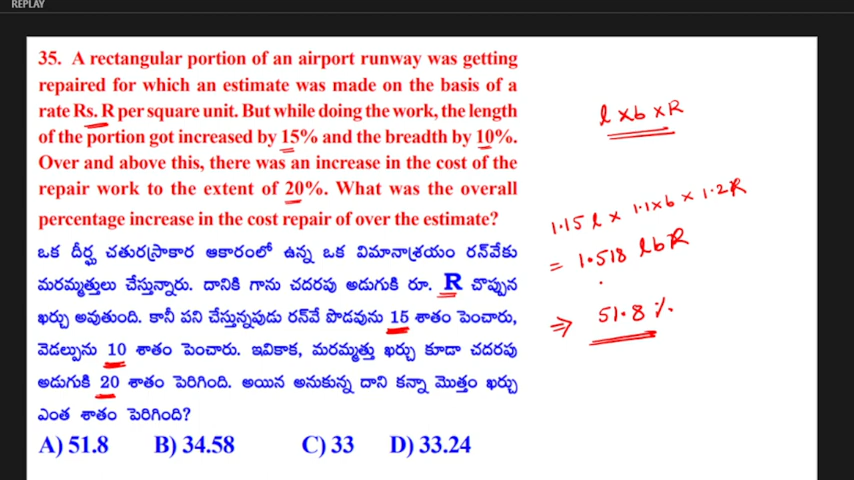 REPLAY
35. A rectangular portion of an airport runway was getting
repaired for which an estimate was made on the basis of a
rate Rs. R per square unit. But while doing the work, the length
of the portion got increased by 15% and the breadth by 10%.
Over and above this, there was an increase in the cost of the
repair work to the extent of 20%. What was the overall
percentage increase in the cost repair of over the estimate?
ఒక దీర్ఘ చతురస్రాకార ఆకారంలో ఉన్న ఒక విమానాశ్రయం రన్‌వేకు
మరమ్మత్తులు చేస్తున్నారు. దానికి గాను చదరపు అడుగుకి రూ. R చొప్పున
ఖర్చు అవుతుంది. కానీ పని చేస్తున్నపుడు రన్‌వే పొడవును 15 శాతం పెంచారు,
వెడల్పును 10 శాతం పెంచారు. ఇవికాక, మరమ్మత్తు ఖర్చు కూడా చదరపు
అడుగుకి 20 శాతం పెరిగింది. అయిన అనుకున్న దాని కన్నా మొత్తం ఖర్చు
ఎంత శాతం పెరిగింది?
A) 51.8 B) 34.58 C) 33 D) 33.24
l × b × R
1.15 l × 1.1 × b × 1.2 R
= 1.518 lbR
⇒ 51.8 %